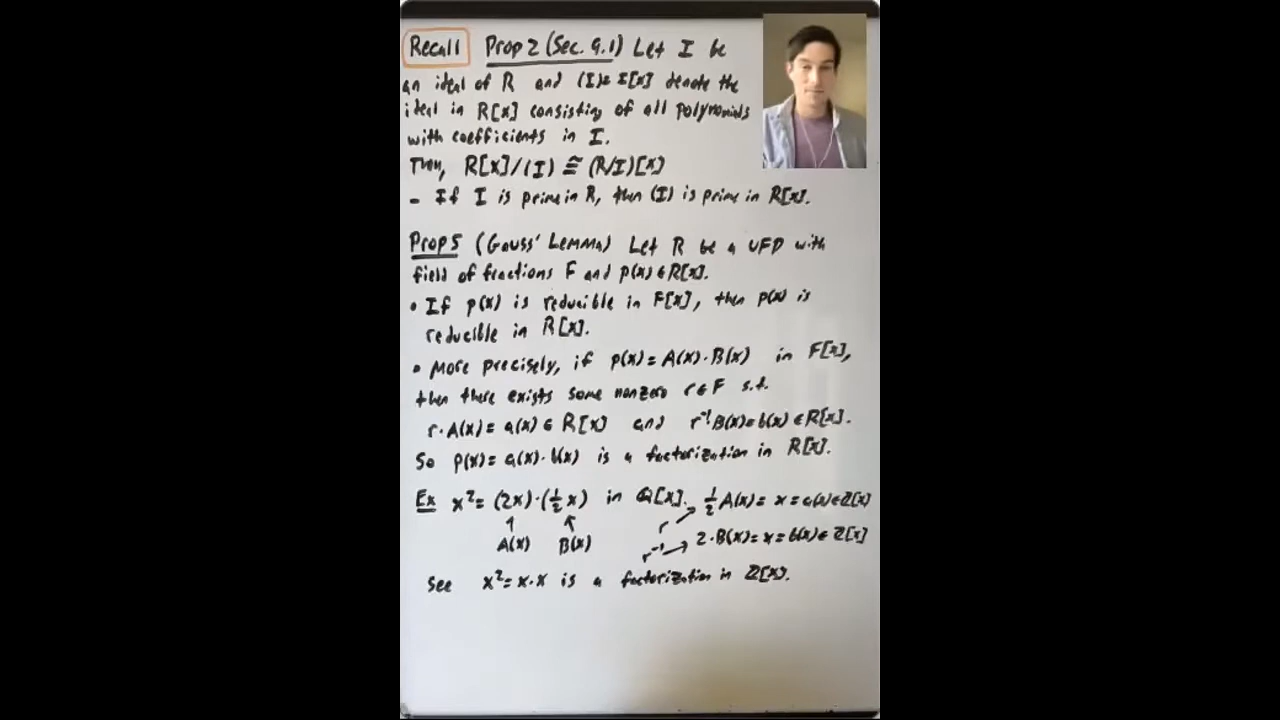 Recall Prop 2 (Sec. 9.1) Let I be
an ideal of R and (I)=I[x] denote the
ideal in R[x] consisting of all polynomials
with coefficients in I.
Then, R[x]/(I) ≅ (R/I)[x]
- If I is prime in R, then (I) is prime in R[x].
Prop 5 (Gauss' Lemma) Let R be a UFD with
field of fractions F and p(x)∈R[x].
• If p(x) is reducible in F[x], then p(x) is
reducible in R[x].
• More precisely, if p(x)=A(x)·B(x) in F[x],
then there exists some nonzero r∈F s.t.
r·A(x)=a(x)∈R[x] and r⁻¹B(x)=b(x)∈R[x].
So p(x)=a(x)·b(x) is a factorization in R[x].
Ex x²=(2x)·(½x) in Q[x]. ½A(x)=x=a(x)∈Z[x]
↑ ↖ r →
A(x) B(x) r⁻¹ → 2·B(x)=x=b(x)∈Z[x]
See x²=x·x is a factorization in Z[x].